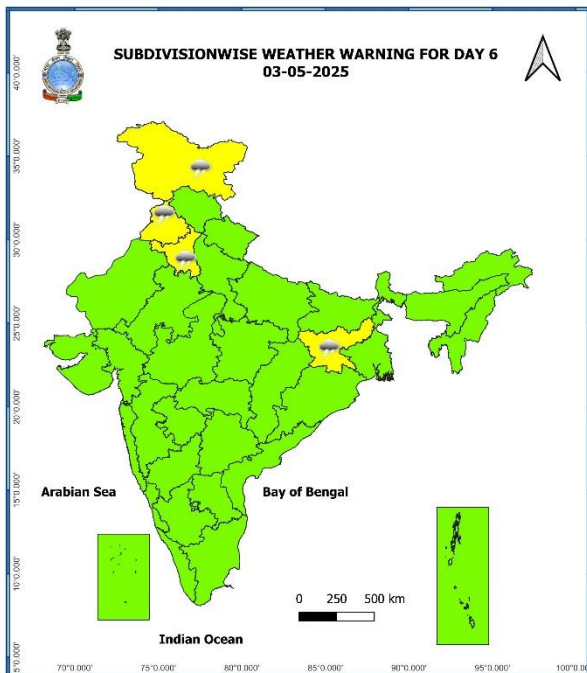 SUBDIVISIONWISE WEATHER WARNING FOR DAY 6
03-05-2025
40°0.000'
35°0.000'
30°0.000'
25°0.000'
20°0.000'
15°0.000'
10°0.000'
5°0.000'
Arabian Sea
Bay of Bengal
0 250 500 km
Indian Ocean
70°0.000' 75°0.000' 80°0.000' 85°0.000' 90°0.000' 95°0.000' 100°0.0